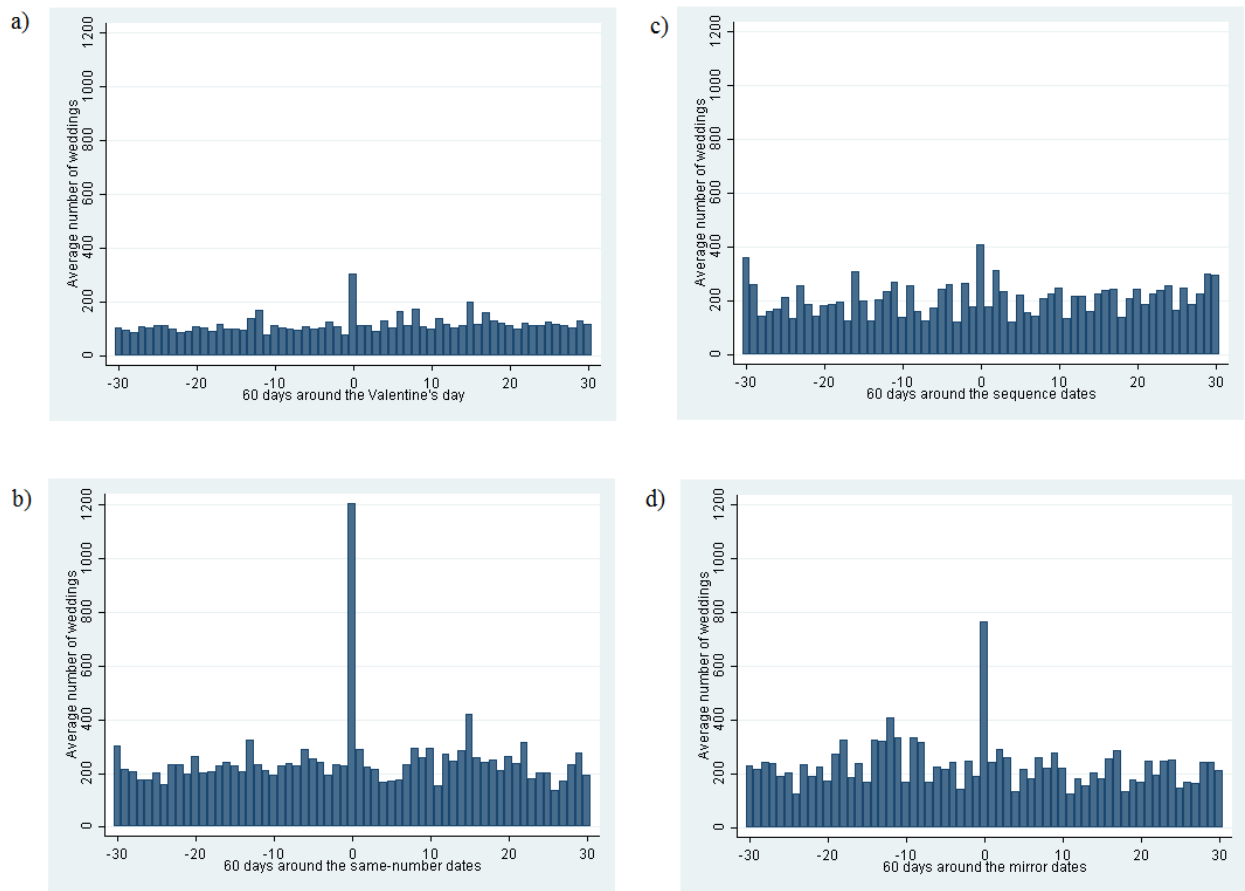 a)
Average number of weddings
0 200 400 600 800 1000 1200
-30 -20 -10 0 10 20 30
60 days around the Valentine's day
c)
Average number of weddings
0 200 400 600 800 1000 1200
-30 -20 -10 0 10 20 30
60 days around the sequence dates
b)
Average number of weddings
0 200 400 600 800 1000 1200
-30 -20 -10 0 10 20 30
60 days around the same-number dates
d)
Average number of weddings
0 200 400 600 800 1000 1200
-30 -20 -10 0 10 20 30
60 days around the mirror dates